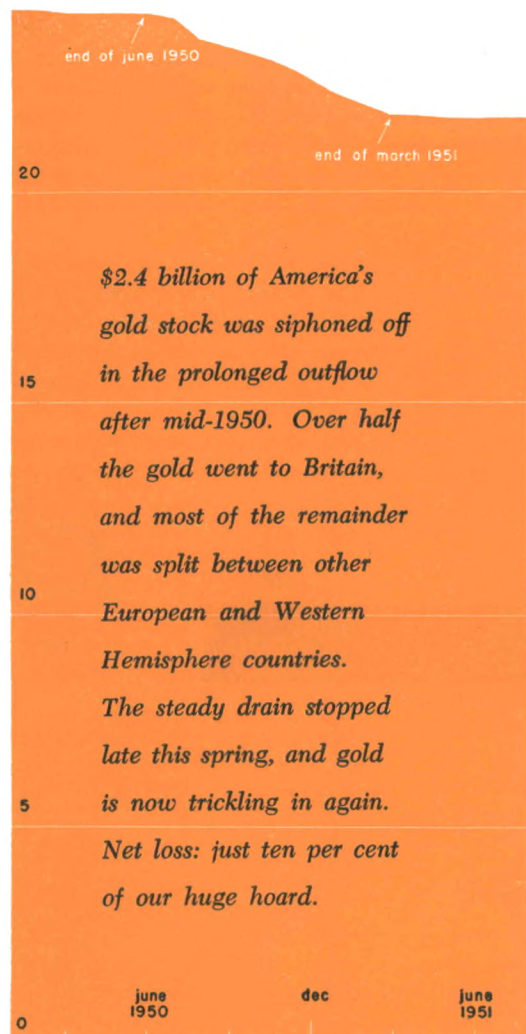 end of june 1950
end of march 1951
20
$2.4 billion of America's
gold stock was siphoned off
15
in the prolonged outflow
after mid-1950. Over half
the gold went to Britain,
and most of the remainder
was split between other
10
European and Western
Hemisphere countries.
The steady drain stopped
late this spring, and gold
5
is now trickling in again.
Net loss: just ten per cent
of our huge hoard.
june
1950
dec
june
1951
0